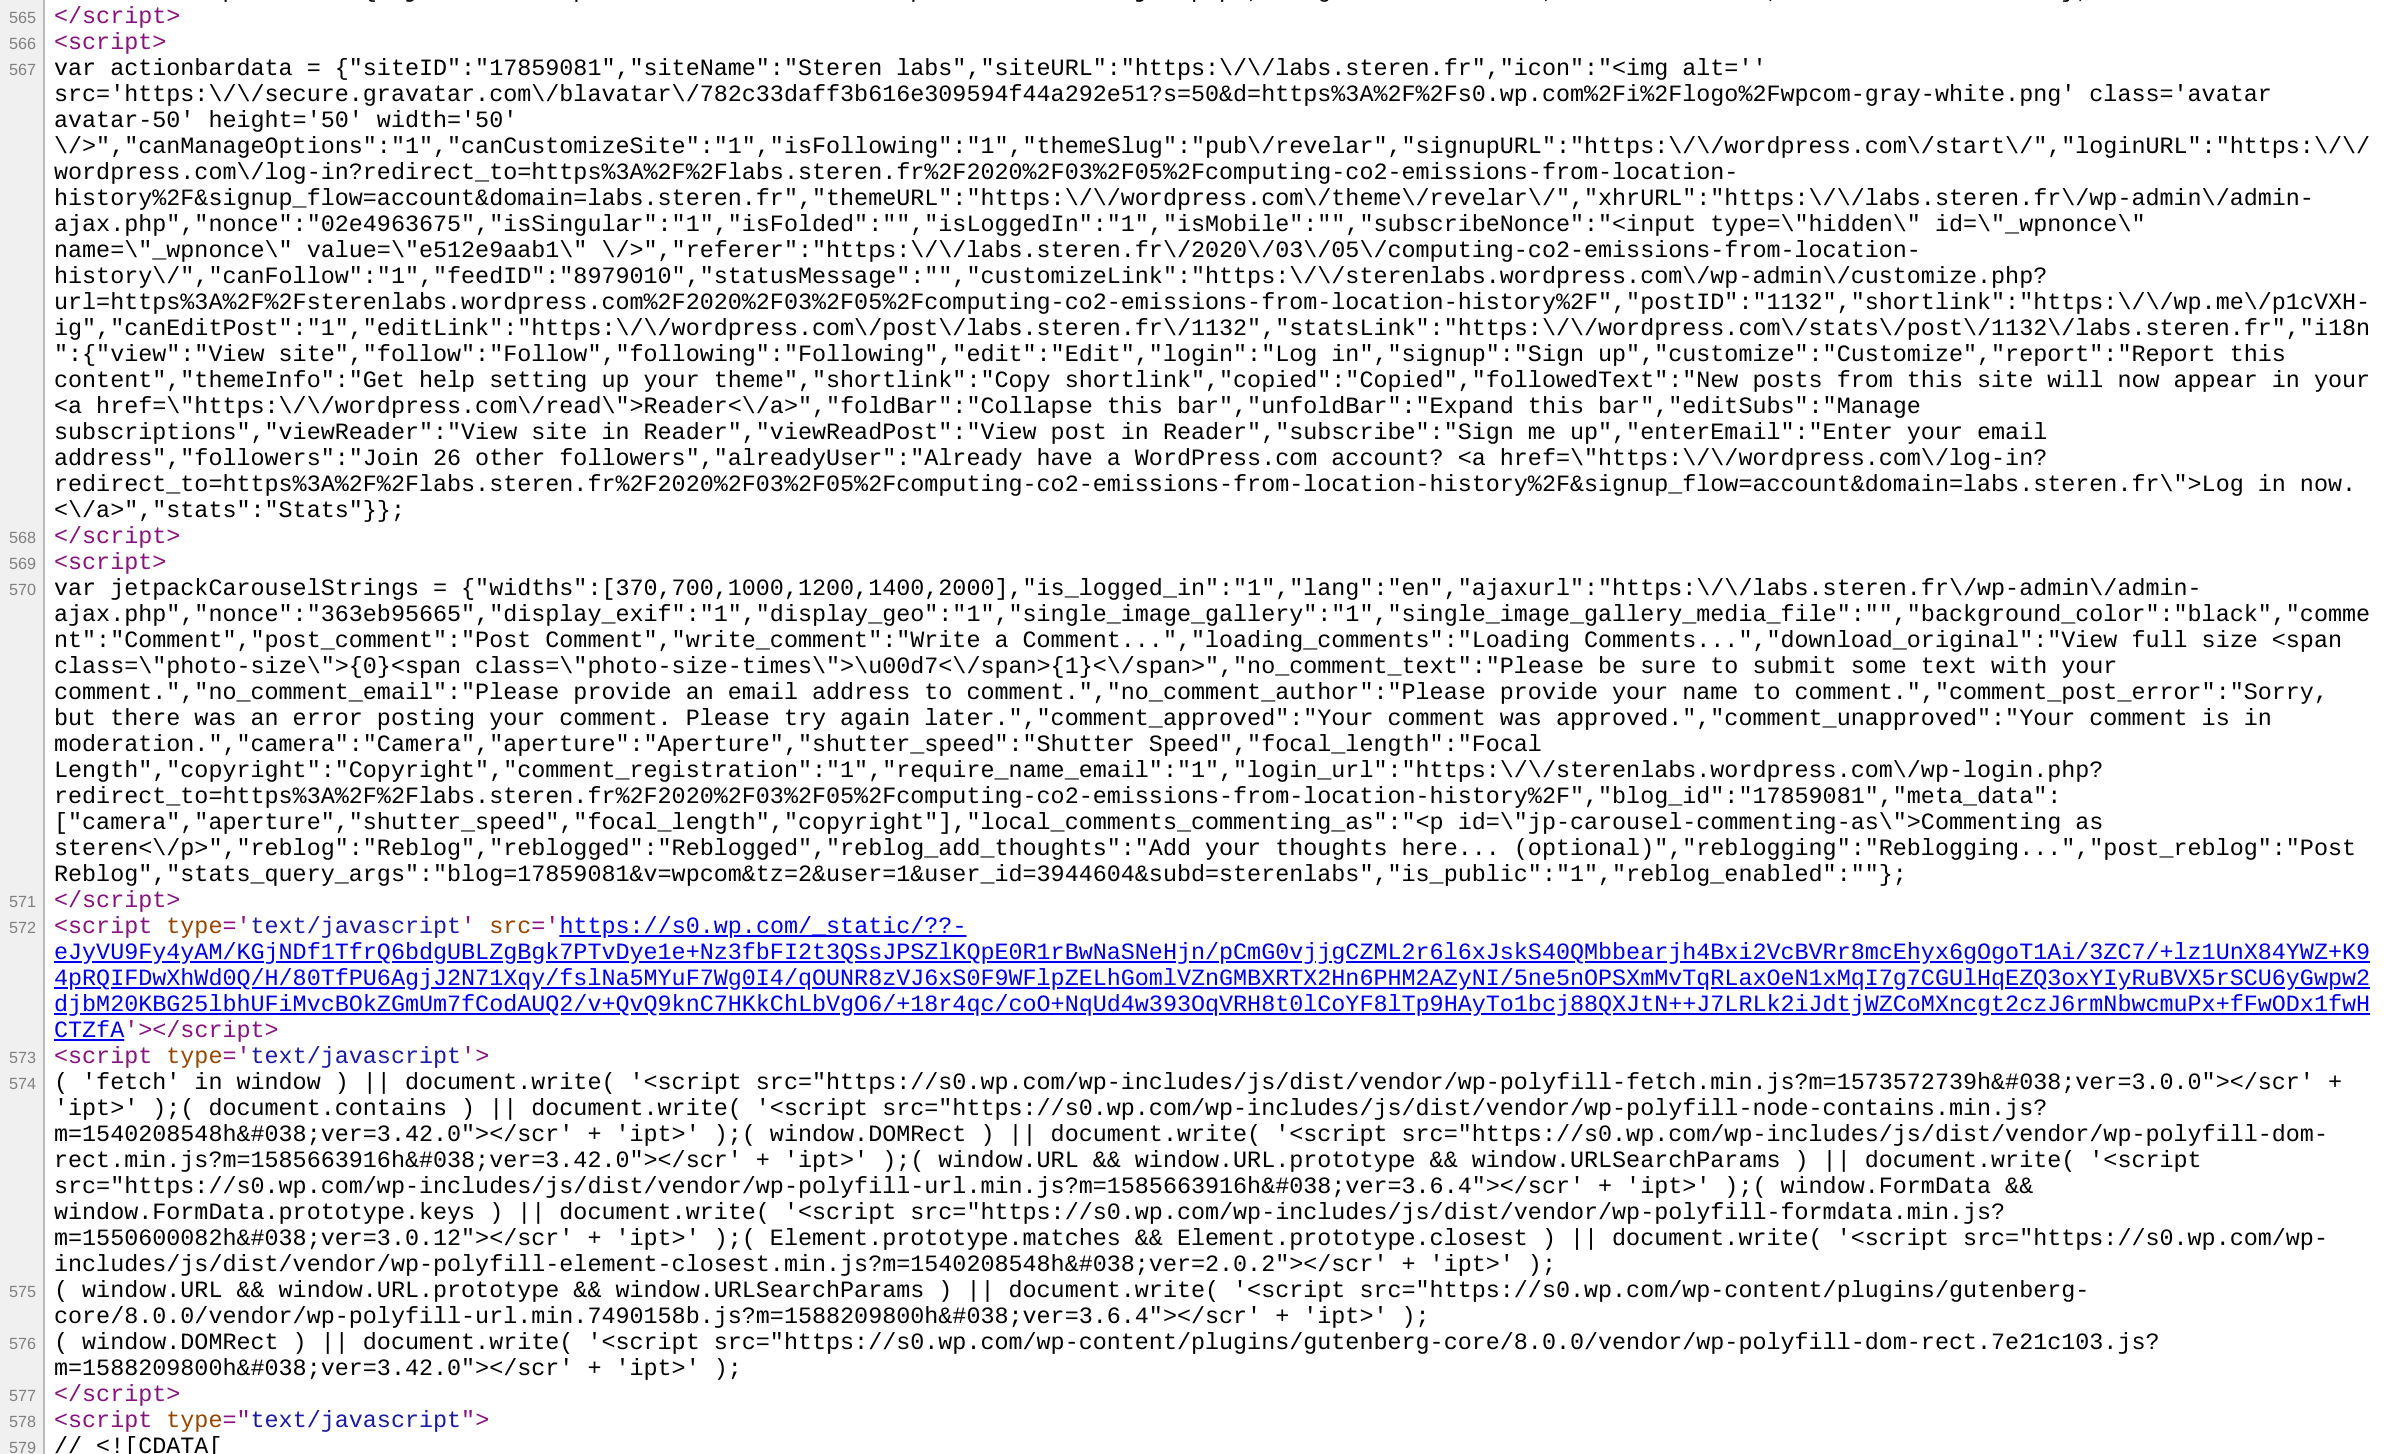 565 </script>
566 <script>
567 var actionbardata = {"siteID":"17859081","siteName":"Steren labs","siteURL":"https:\/\/labs.steren.fr","icon":"<img alt=''
src='https:\/\/secure.gravatar.com\/blavatar\/782c33daff3b616e309594f44a292e51?s=50&d=https%3A%2F%2Fs0.wp.com%2Fi%2Flogo%2Fwpcom-gray-white.png' class='avatar
avatar-50' height='50' width='50'
\/>","canManageOptions":"1","canCustomizeSite":"1","isFollowing":"1","themeSlug":"pub\/revelar","signupURL":"https:\/\/wordpress.com\/start\/","loginURL":"https:\/\/
wordpress.com\/log-in?redirect_to=https%3A%2F%2Flabs.steren.fr%2F2020%2F03%2F05%2Fcomputing-co2-emissions-from-location-
history%2F&signup_flow=account&domain=labs.steren.fr","themeURL":"https:\/\/wordpress.com\/theme\/revelar\/","xhrURL":"https:\/\/labs.steren.fr\/wp-admin\/admin-
ajax.php","nonce":"02e4963675","isSingular":"1","isFolded":"","isLoggedIn":"1","isMobile":"","subscribeNonce":"<input type=\"hidden\" id=\"_wpnonce\"
name=\"_wpnonce\" value=\"e512e9aab1\" \/>","referer":"https:\/\/labs.steren.fr\/2020\/03\/05\/computing-co2-emissions-from-location-
history\/","canFollow":"1","feedID":"8979010","statusMessage":"","customizeLink":"https:\/\/sterenlabs.wordpress.com\/wp-admin\/customize.php?
url=https%3A%2F%2Fsterenlabs.wordpress.com%2F2020%2F03%2F05%2Fcomputing-co2-emissions-from-location-history%2F","postID":"1132","shortlink":"https:\/\/wp.me\/p1cVXH-
ig","canEditPost":"1","editLink":"https:\/\/wordpress.com\/post\/labs.steren.fr\/1132","statsLink":"https:\/\/wordpress.com\/stats\/post\/1132\/labs.steren.fr","i18n
":{"view":"View site","follow":"Follow","following":"Following","edit":"Edit","login":"Log in","signup":"Sign up","customize":"Customize","report":"Report this
content","themeInfo":"Get help setting up your theme","shortlink":"Copy shortlink","copied":"Copied","followedText":"New posts from this site will now appear in your
<a href=\"https:\/\/wordpress.com\/read\">Reader<\/a>","foldBar":"Collapse this bar","unfoldBar":"Expand this bar","editSubs":"Manage
subscriptions","viewReader":"View site in Reader","viewReadPost":"View post in Reader","subscribe":"Sign me up","enterEmail":"Enter your email
address","followers":"Join 26 other followers","alreadyUser":"Already have a WordPress.com account? <a href=\"https:\/\/wordpress.com\/log-in?
redirect_to=https%3A%2F%2Flabs.steren.fr%2F2020%2F03%2F05%2Fcomputing-co2-emissions-from-location-history%2F&signup_flow=account&domain=labs.steren.fr\">Log in now.
<\/a>","stats":"Stats"}};
568 </script>
569 <script>
570 var jetpackCarouselStrings = {"widths":[370,700,1000,1200,1400,2000],"is_logged_in":"1","lang":"en","ajaxurl":"https:\/\/labs.steren.fr\/wp-admin\/admin-
ajax.php","nonce":"363eb95665","display_exif":"1","display_geo":"1","single_image_gallery":"1","single_image_gallery_media_file":"","background_color":"black","comme
nt":"Comment","post_comment":"Post Comment","write_comment":"Write a Comment...","loading_comments":"Loading Comments...","download_original":"View full size <span
class=\"photo-size\">{0}<span class=\"photo-size-times\">\u00d7<\/span>{1}<\/span>","no_comment_text":"Please be sure to submit some text with your
comment.","no_comment_email":"Please provide an email address to comment.","no_comment_author":"Please provide your name to comment.","comment_post_error":"Sorry,
but there was an error posting your comment. Please try again later.","comment_approved":"Your comment was approved.","comment_unapproved":"Your comment is in
moderation.","camera":"Camera","aperture":"Aperture","shutter_speed":"Shutter Speed","focal_length":"Focal
Length","copyright":"Copyright","comment_registration":"1","require_name_email":"1","login_url":"https:\/\/sterenlabs.wordpress.com\/wp-login.php?
redirect_to=https%3A%2F%2Flabs.steren.fr%2F2020%2F03%2F05%2Fcomputing-co2-emissions-from-location-history%2F","blog_id":"17859081","meta_data":
["camera","aperture","shutter_speed","focal_length","copyright"],"local_comments_commenting_as":"<p id=\"jp-carousel-commenting-as\">Commenting as
steren<\/p>","reblog":"Reblog","reblogged":"Reblogged","reblog_add_thoughts":"Add your thoughts here... (optional)","reblogging":"Reblogging...","post_reblog":"Post
Reblog","stats_query_args":"blog=17859081&v=wpcom&tz=2&user=1&user_id=3944604&subd=sterenlabs","is_public":"1","reblog_enabled":""};
571 </script>
572 <script type='text/javascript' src='https://s0.wp.com/_static/??-
eJyVU9Fy4yAM/KGjNDf1TfrQ6bdgUBLZgBgk7PTvDye1e+Nz3fbFI2t3QSsJPSZlKQpE0R1rBwNaSNeHjn/pCmG0vjjgCZML2r6l6xJskS40QMbbearjh4Bxi2VcBVRr8mcEhyx6gOgoT1Ai/3ZC7/+lz1UnX84YWZ+K9
4pRQIFDwXhWd0Q/H/80TfPU6AgjJ2N71Xqy/fslNa5MYuF7Wg0I4/qOUNR8zVJ6xS0F9WFlpZELhGomlVZnGMBXRTX2Hn6PHM2AZyNI/5ne5nOPSXmMvTqRLaxOeN1xMqI7g7CGUlHqEZQ3oxYIyRuBVX5rSCU6yGwpw2
djbM20KBG25lbhUFiMvcBOkZGmUm7fCodAUQ2/v+QvQ9knC7HKkChLbVgO6/+18r4qc/coO+NqUd4w393OqVRH8t0lCoYF8lTp9HAyTo1bcj88QXJtN++J7LRLk2iJdtjWZCoMXncgt2czJ6rmNbwcmuPx+fFwODx1fwH
CTZfA'></script>
573 <script type='text/javascript'>
574 ( 'fetch' in window ) || document.write( '<script src="https://s0.wp.com/wp-includes/js/dist/vendor/wp-polyfill-fetch.min.js?m=1573572739h&#038;ver=3.0.0"></scr' +
'ipt>' );( document.contains ) || document.write( '<script src="https://s0.wp.com/wp-includes/js/dist/vendor/wp-polyfill-node-contains.min.js?
m=1540208548h&#038;ver=3.42.0"></scr' + 'ipt>' );( window.DOMRect ) || document.write( '<script src="https://s0.wp.com/wp-includes/js/dist/vendor/wp-polyfill-dom-
rect.min.js?m=1585663916h&#038;ver=3.42.0"></scr' + 'ipt>' );( window.URL && window.URL.prototype && window.URLSearchParams ) || document.write( '<script
src="https://s0.wp.com/wp-includes/js/dist/vendor/wp-polyfill-url.min.js?m=1585663916h&#038;ver=3.6.4"></scr' + 'ipt>' );( window.FormData &&
window.FormData.prototype.keys ) || document.write( '<script src="https://s0.wp.com/wp-includes/js/dist/vendor/wp-polyfill-formdata.min.js?
m=1550600082h&#038;ver=3.0.12"></scr' + 'ipt>' );( Element.prototype.matches && Element.prototype.closest ) || document.write( '<script src="https://s0.wp.com/wp-
includes/js/dist/vendor/wp-polyfill-element-closest.min.js?m=1540208548h&#038;ver=2.0.2"></scr' + 'ipt>' );
575 ( window.URL && window.URL.prototype && window.URLSearchParams ) || document.write( '<script src="https://s0.wp.com/wp-content/plugins/gutenberg-
core/8.0.0/vendor/wp-polyfill-url.min.7490158b.js?m=1588209800h&#038;ver=3.6.4"></scr' + 'ipt>' );
576 ( window.DOMRect ) || document.write( '<script src="https://s0.wp.com/wp-content/plugins/gutenberg-core/8.0.0/vendor/wp-polyfill-dom-rect.7e21c103.js?
m=1588209800h&#038;ver=3.42.0"></scr' + 'ipt>' );
577 </script>
578 <script type="text/javascript">
579 // <![CDATA[